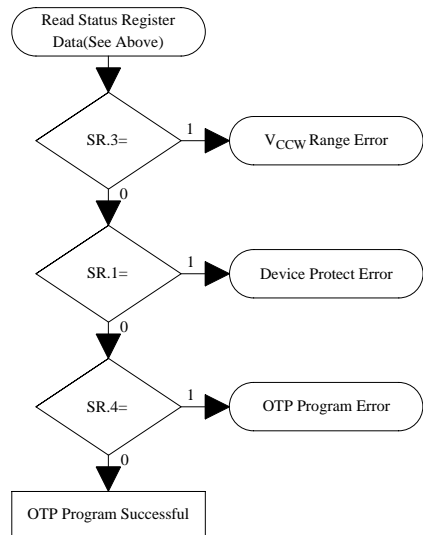 Read Status Register
Data(See Above)
SR.3=
1
VCCW Range Error
0
SR.1=
1
Device Protect Error
0
SR.4=
1
OTP Program Error
0
OTP Program Successful